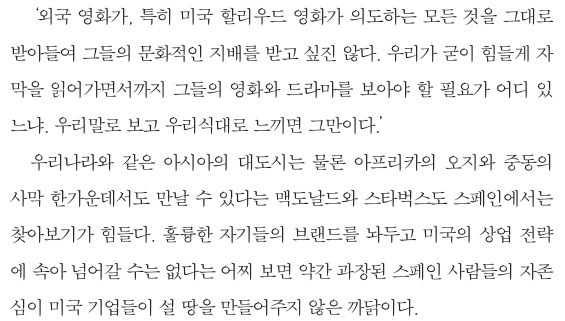 ‘외국 영화가, 특히 미국 할리우드 영화가 의도하는 모든 것을 그대로
받아들여 그들의 문화적인 지배를 받고 싶진 않다. 우리가 굳이 힘들게 자
막을 읽어가면서까지 그들의 영화와 드라마를 보아야 할 필요가 어디 있
느냐. 우리말로 보고 우리식대로 느끼면 그만이다.’
우리나라와 같은 아시아의 대도시는 물론 아프리카의 오지와 중동의
사막 한가운데서도 만날 수 있다는 맥도날드와 스타벅스도 스페인에서는
찾아보기가 힘들다. 훌륭한 자기들의 브랜드를 놔두고 미국의 상업 전략
에 속아 넘어갈 수는 없다는 어찌 보면 약간 과장된 스페인 사람들의 자존
심이 미국 기업들이 설 땅을 만들어주지 않은 까닭이다.